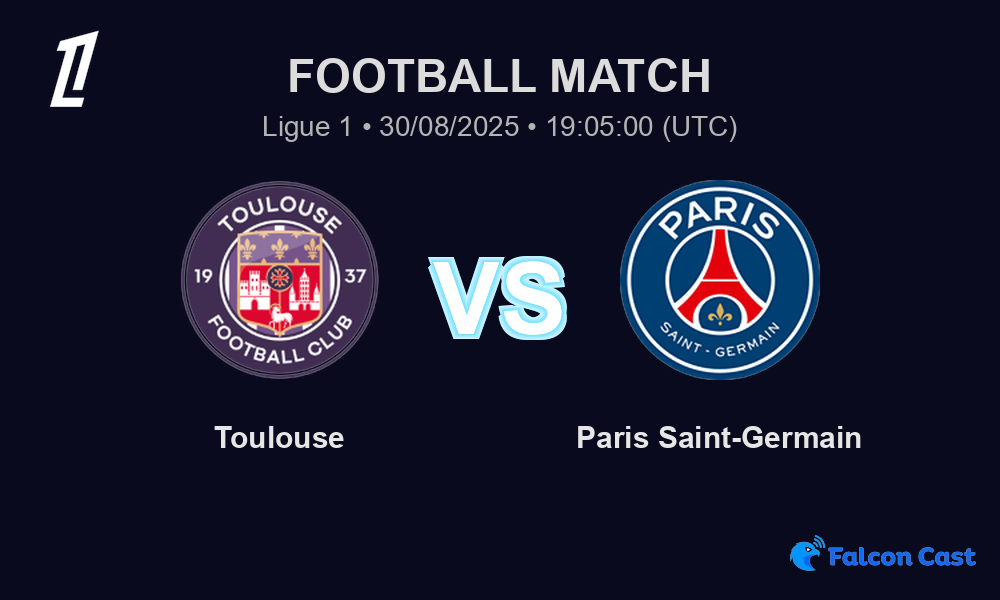 FOOTBALL MATCH
Ligue 1 • 30/08/2025 • 19:05:00 (UTC)
TOULOUSE
19 37
FOOTBALL CLUB
VS
PARIS
SAINT - GERMAIN
Toulouse
Paris Saint-Germain
Falcon Cast